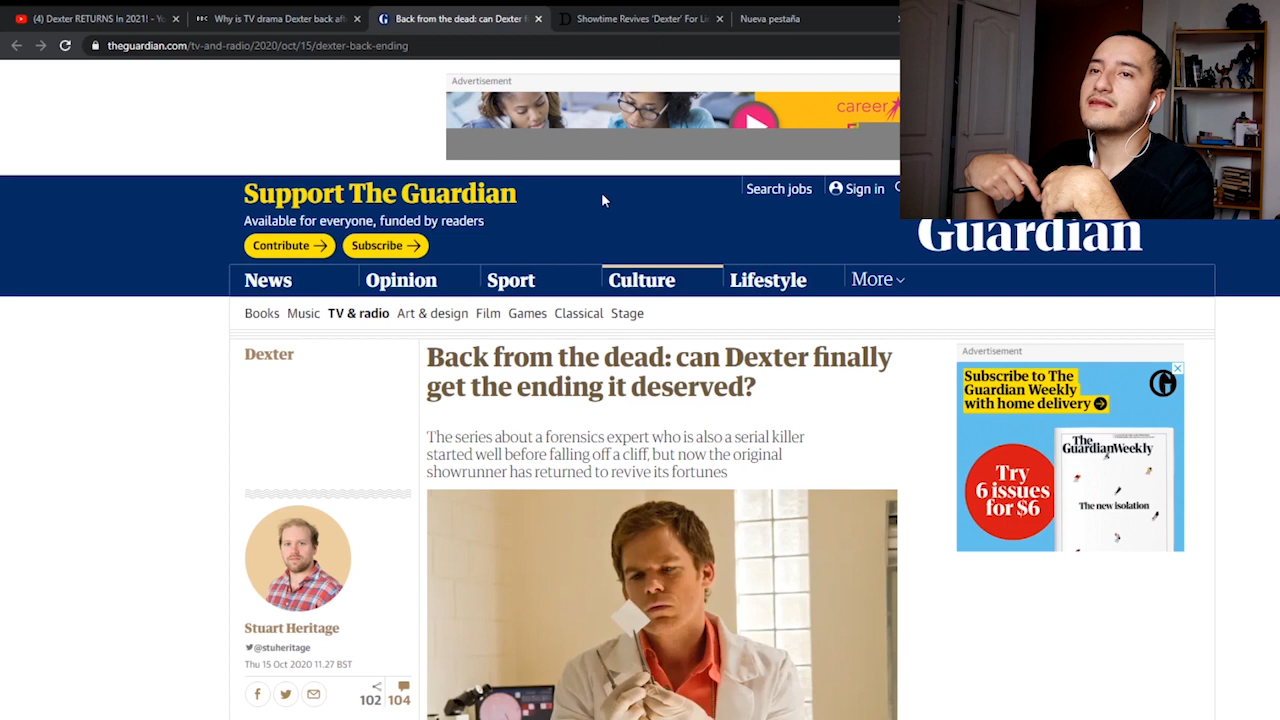 (4) Dexter RETURNS In 2021! - Yo
Why is TV drama Dexter back aft
Back from the dead: can Dexter f
Showtime Revives 'Dexter' For Li
Nueva pestaña
theguardian.com/tv-and-radio/2020/oct/15/dexter-back-ending
Advertisement
career
Support The Guardian
Available for everyone, funded by readers
Contribute →
Subscribe →
Search jobs
Sign in
Guardian
News
Opinion
Sport
Culture
Lifestyle
More
Books Music TV & radio Art & design Film Games Classical Stage
Dexter
Back from the dead: can Dexter finally
get the ending it deserved?
The series about a forensics expert who is also a serial killer
started well before falling off a cliff, but now the original
showrunner has returned to revive its fortunes
Stuart Heritage
@stuheritage
Thu 15 Oct 2020 11.27 BST
102
104
Advertisement
Subscribe to The
Guardian Weekly
with home delivery
Try
6 issues
for $6
The
GuardianWeekly
The new isolation